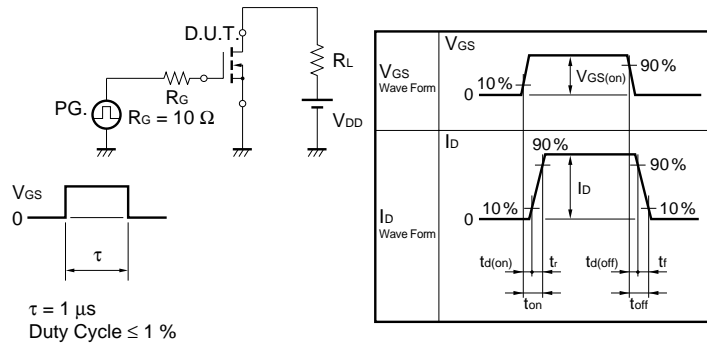 D.U.T.
RL
RG
PG.
RG = 10 Ω
VDD
VGS
0
τ
τ = 1 μs
Duty Cycle ≤ 1 %
VGS
Wave Form
VGS
90 %
10 %
VGS(on)
0
ID
Wave Form
ID
90 %
90 %
ID
10 %
10 %
0
td(on)
tr
td(off)
tf
ton
toff